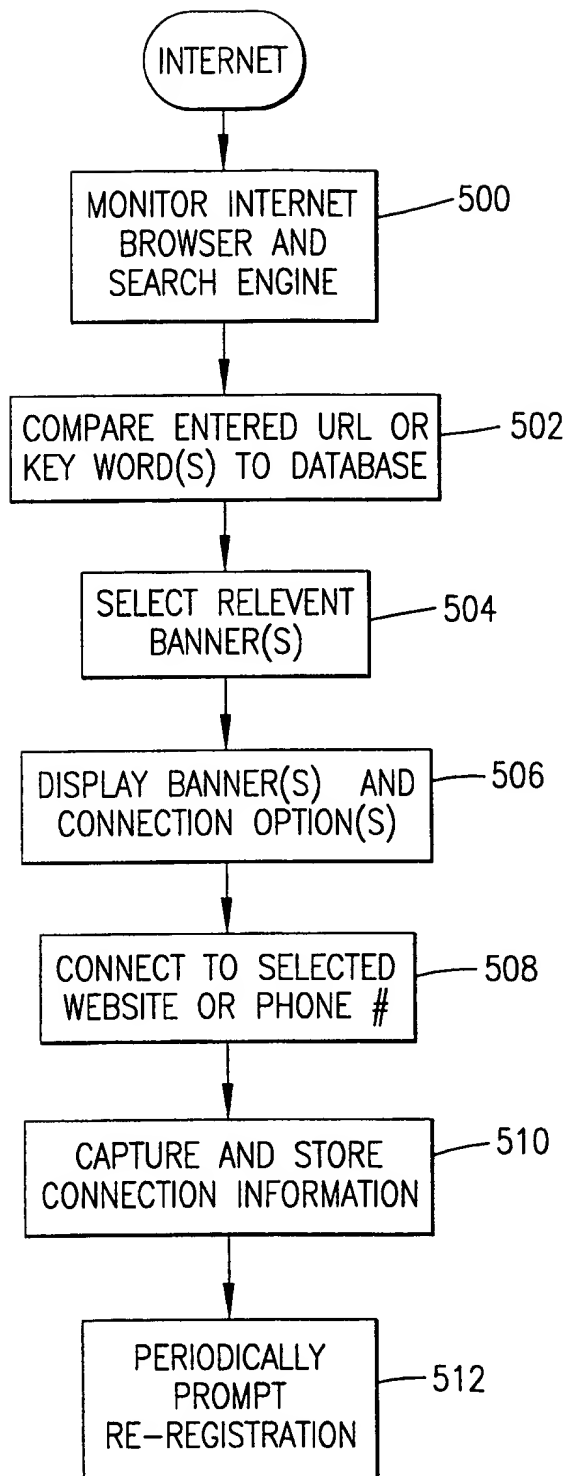 INTERNET
MONITOR INTERNET
BROWSER AND
SEARCH ENGINE
500
COMPARE ENTERED URL OR
KEY WORD(S) TO DATABASE
502
SELECT RELEVENT
BANNER(S)
504
DISPLAY BANNER(S) AND
CONNECTION OPTION(S)
506
CONNECT TO SELECTED
WEBSITE OR PHONE #
508
CAPTURE AND STORE
CONNECTION INFORMATION
510
PERIODICALLY
PROMPT
RE-REGISTRATION
512